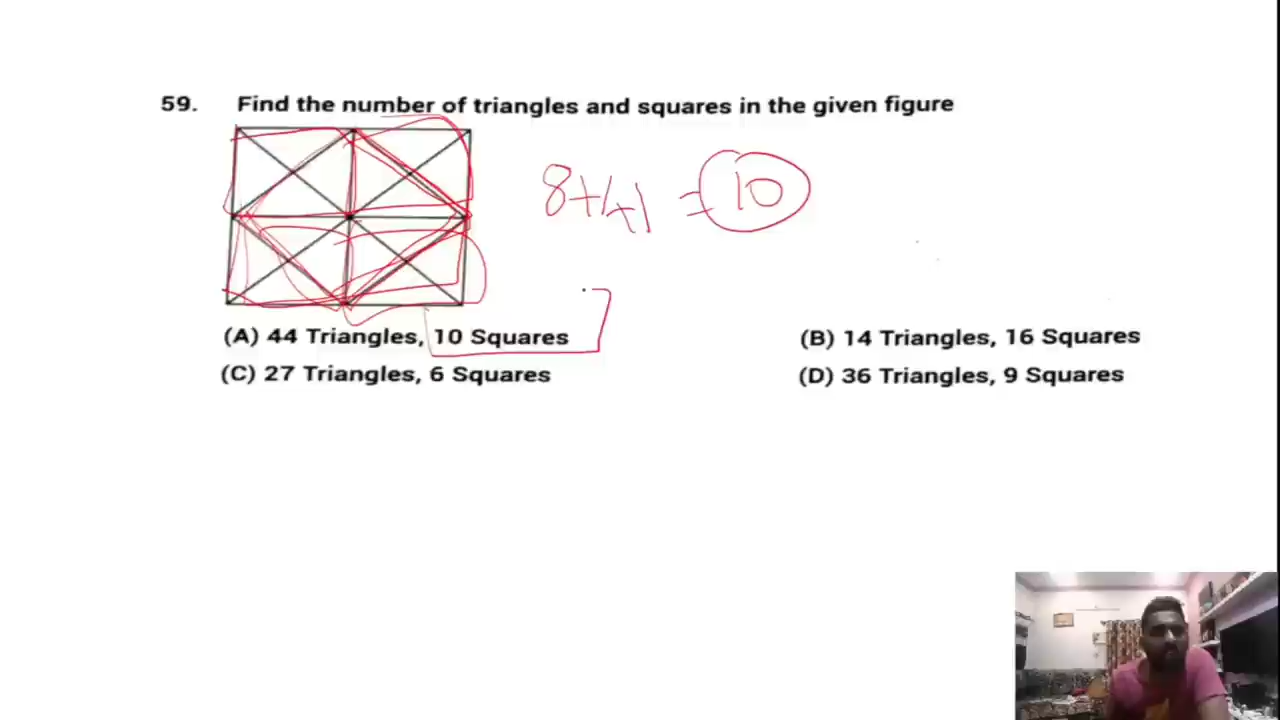 59. Find the number of triangles and squares in the given figure
8+1+1 = 10
(A) 44 Triangles, 10 Squares
(B) 14 Triangles, 16 Squares
(C) 27 Triangles, 6 Squares
(D) 36 Triangles, 9 Squares